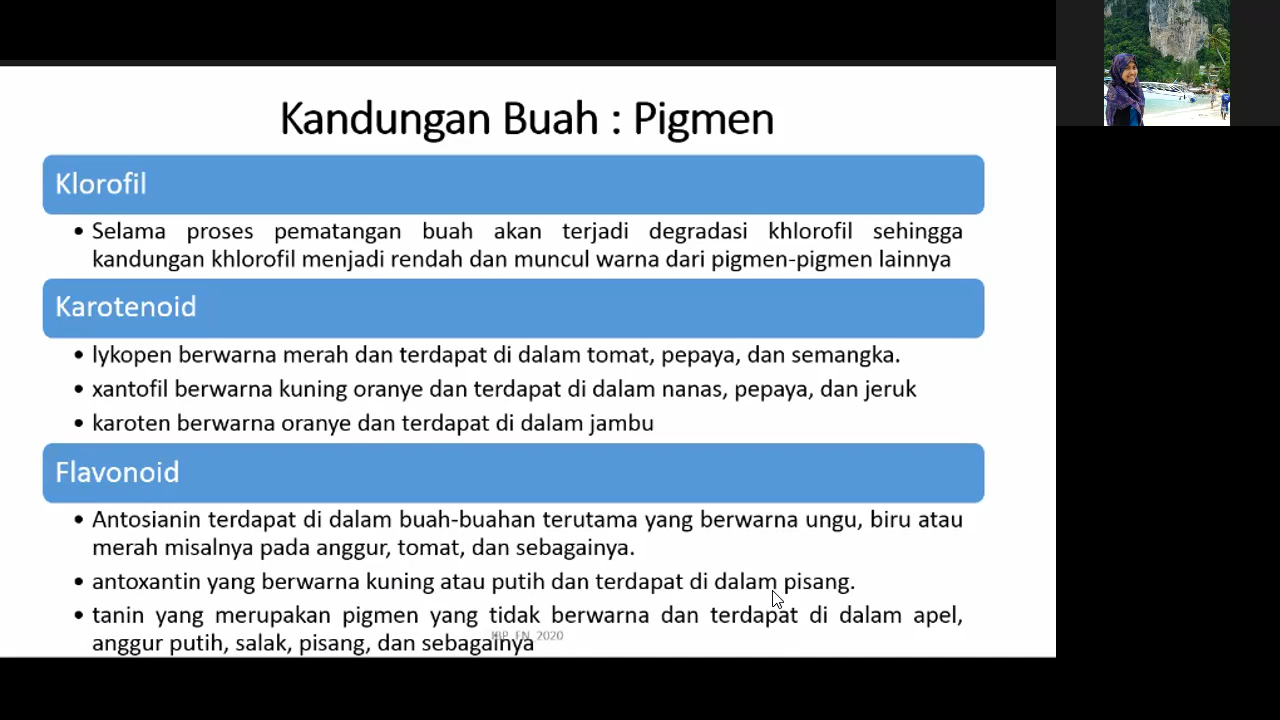 Kandungan Buah : Pigmen
Klorofil
• Selama proses pematangan buah akan terjadi degradasi khlorofil sehingga
kandungan khlorofil menjadi rendah dan muncul warna dari pigmen-pigmen lainnya
Karotenoid
• lykopen berwarna merah dan terdapat di dalam tomat, pepaya, dan semangka.
• xantofil berwarna kuning oranye dan terdapat di dalam nanas, pepaya, dan jeruk
• karoten berwarna oranye dan terdapat di dalam jambu
Flavonoid
• Antosianin terdapat di dalam buah-buahan terutama yang berwarna ungu, biru atau
merah misalnya pada anggur, tomat, dan sebagainya.
• antoxantin yang berwarna kuning atau putih dan terdapat di dalam pisang.
• tanin yang merupakan pigmen yang tidak berwarna dan terdapat di dalam apel,
anggur putih, salak, pisang, dan sebagainya
2020